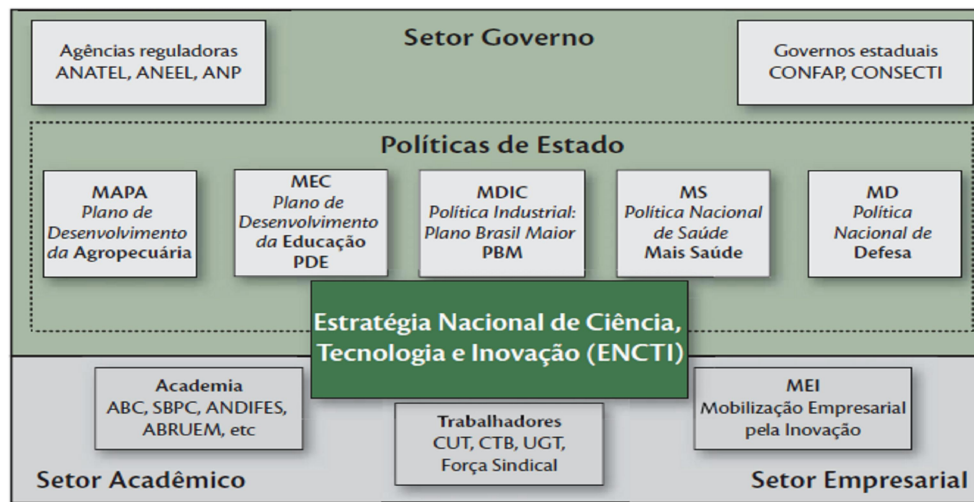 Setor Governo
Agências reguladoras
ANATEL, ANEEL, ANP
Governos estaduais
CONFAP, CONSECTI
Políticas de Estado
MAPA
Plano de
Desenvolvimento
da Agropecuária
MEC
Plano de
Desenvolvimento
da Educação
PDE
MDIC
Política Industrial:
Plano Brasil Maior
PBM
MS
Política Nacional
de Saúde
Mais Saúde
MD
Política
Nacional de
Defesa
Estratégia Nacional de Ciência,
Tecnologia e Inovação (ENCTI)
Academia
ABC, SBPC, ANDIFES,
ABRUEM, etc
Trabalhadores
CUT, CTB, UGT,
Força Sindical
MEI
Mobilização Empresarial
pela Inovação
Setor Acadêmico
Setor Empresarial